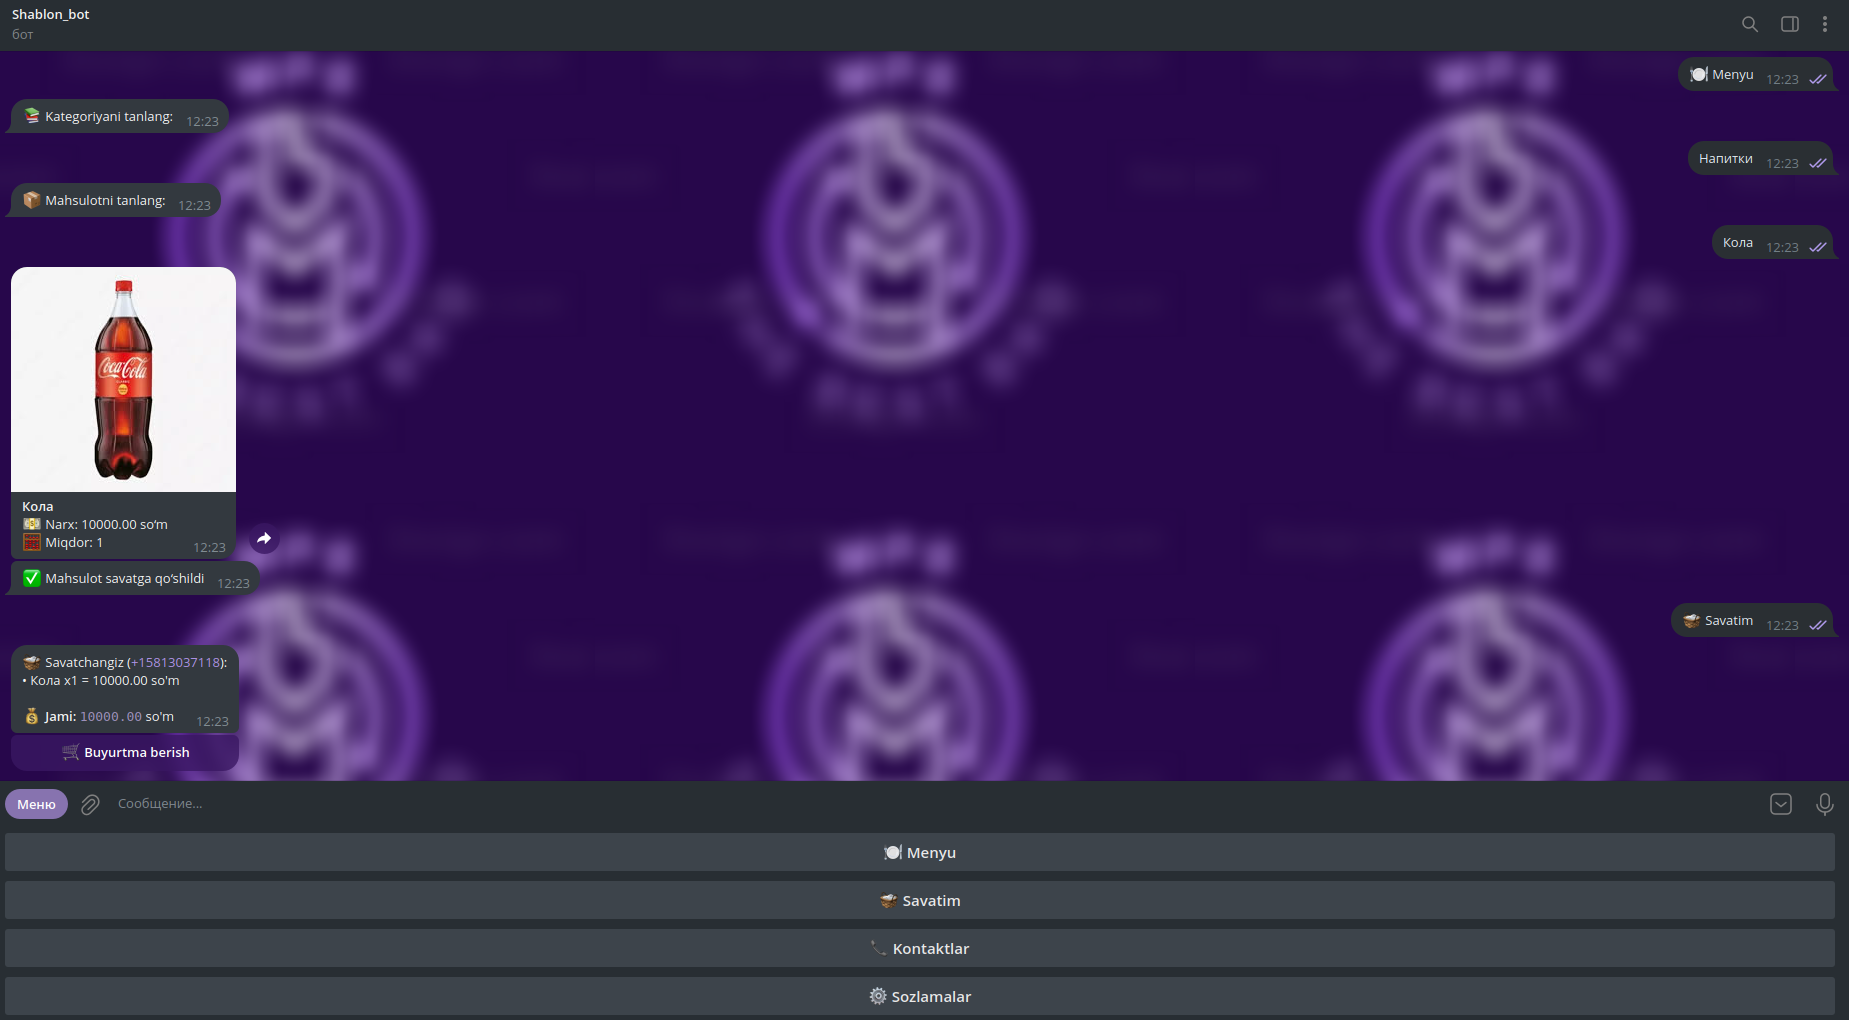 Shablon_bot
бот
🍽 Menyu 12:23
📚 Kategoriyani tanlang: 12:23
Напитки 12:23
📦 Mahsulotni tanlang: 12:23
Кола 12:23
Coca-Cola
Кола
💵 Narx: 10000.00 so‘m
🧮 Miqdor: 1 12:23
✅ Mahsulot savatga qo‘shildi 12:23
🧺 Savatim 12:23
🧺 Savatchangiz (+15813037118):
• Кола x1 = 10000.00 so'm
💰 Jami: 10000.00 so'm 12:23
🛒 Buyurtma berish
Меню Сообщение...
🍽 Menyu
🧺 Savatim
📞 Kontaktlar
⚙ Sozlamalar